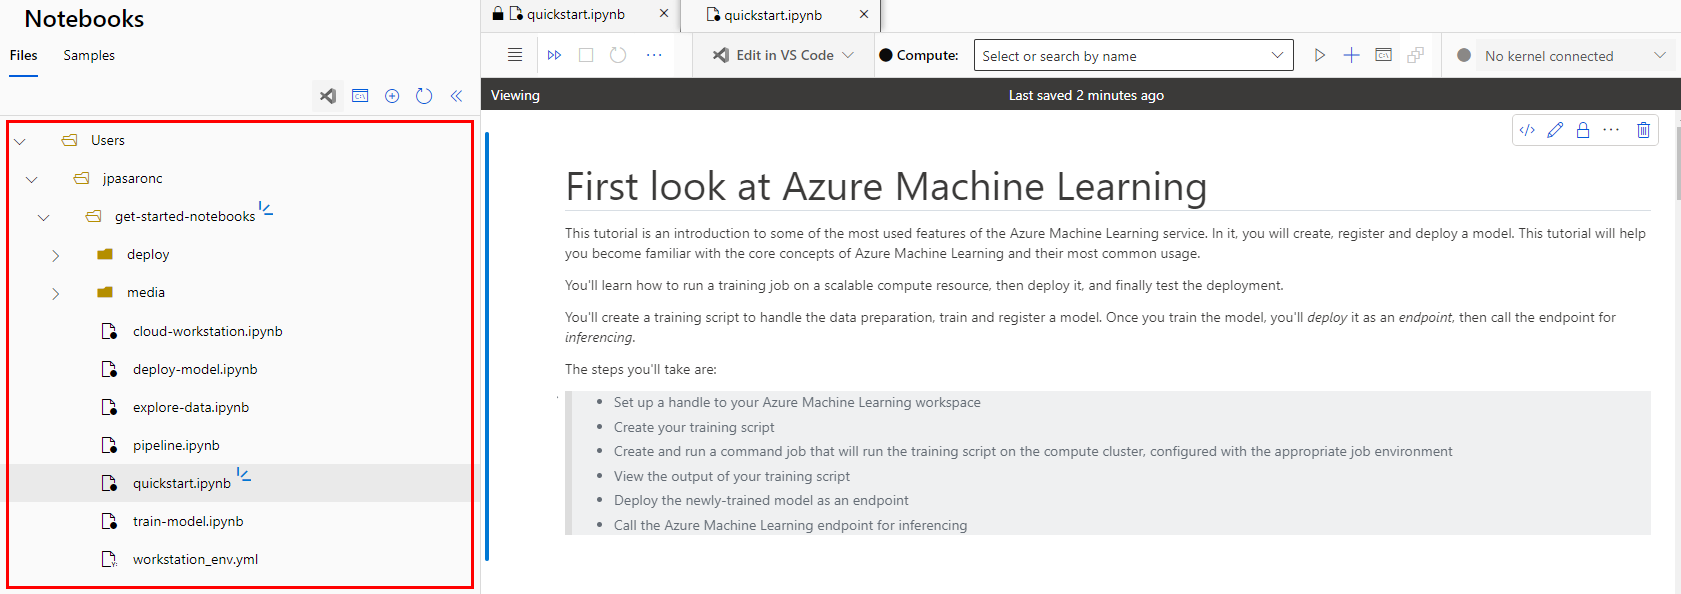 Notebooks
Files Samples
Users
jpasaronc
get-started-notebooks
deploy
media
cloud-workstation.ipynb
deploy-model.ipynb
explore-data.ipynb
pipeline.ipynb
quickstart.ipynb
train-model.ipynb
workstation_env.yml
quickstart.ipynb quickstart.ipynb
Edit in VS Code Compute: Select or search by name No kernel connected
Viewing Last saved 2 minutes ago
First look at Azure Machine Learning
This tutorial is an introduction to some of the most used features of the Azure Machine Learning service. In it, you will create, register and deploy a model. This tutorial will help
you become familiar with the core concepts of Azure Machine Learning and their most common usage.
You'll learn how to run a training job on a scalable compute resource, then deploy it, and finally test the deployment.
You'll create a training script to handle the data preparation, train and register a model. Once you train the model, you'll deploy it as an endpoint, then call the endpoint for
inferencing.
The steps you'll take are:
• Set up a handle to your Azure Machine Learning workspace
• Create your training script
• Create and run a command job that will run the training script on the compute cluster, configured with the appropriate job environment
• View the output of your training script
• Deploy the newly-trained model as an endpoint
• Call the Azure Machine Learning endpoint for inferencing